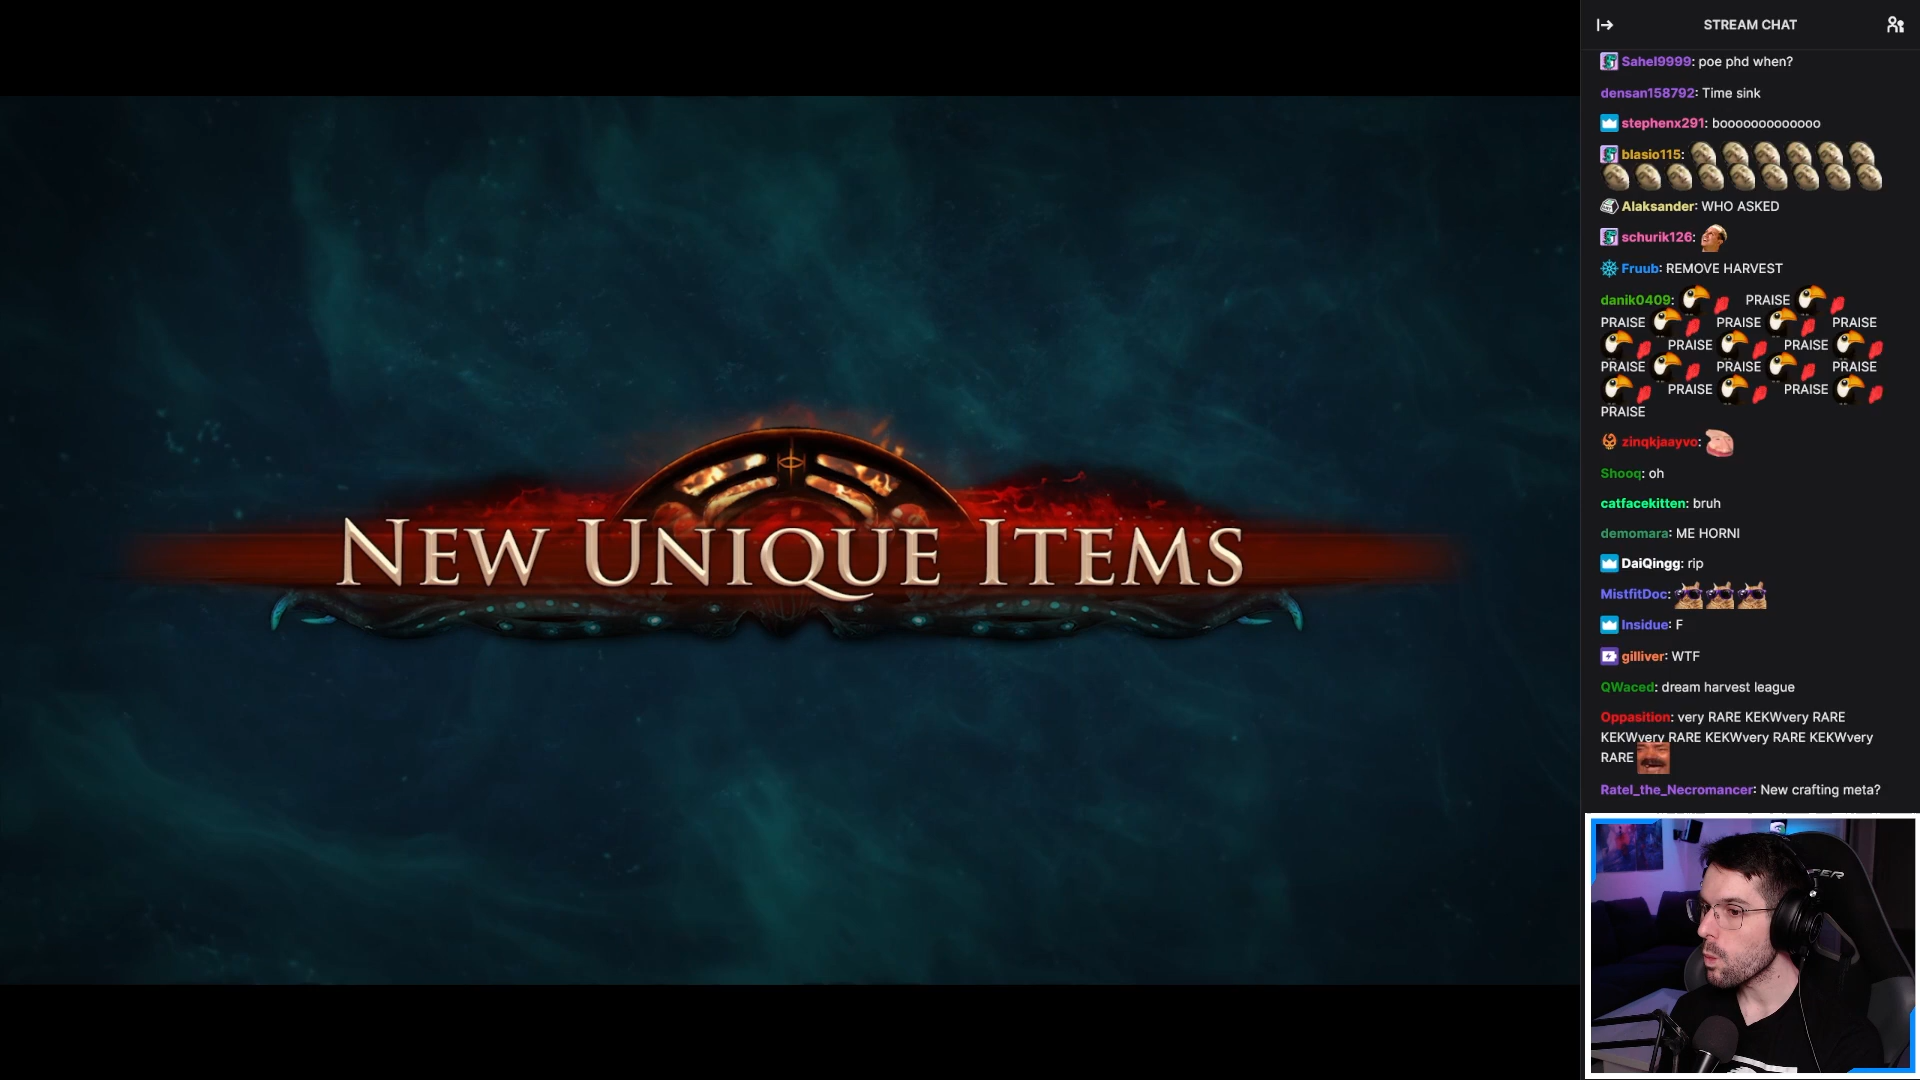 NEW UNIQUE ITEMS
STREAM CHAT
Sahel9999: poe phd when?
densan158792: Time sink
stephenx291: booooooooooooo
blasio115:
Alaksander: WHO ASKED
schurik126:
Fruub: REMOVE HARVEST
danik0409: PRAISE
PRAISE PRAISE PRAISE
PRAISE PRAISE
PRAISE PRAISE PRAISE
PRAISE PRAISE
PRAISE
zinqkjaayvo:
Shooq: oh
catfacekitten: bruh
demomara: ME HORNI
DaiQingg: rip
MistfitDoc:
Insidue: F
gilliver: WTF
QWaced: dream harvest league
Oppasition: very RARE KEKWvery RARE
KEKWvery RARE KEKWvery RARE KEKWvery
RARE
Ratel_the_Necromancer: New crafting meta?